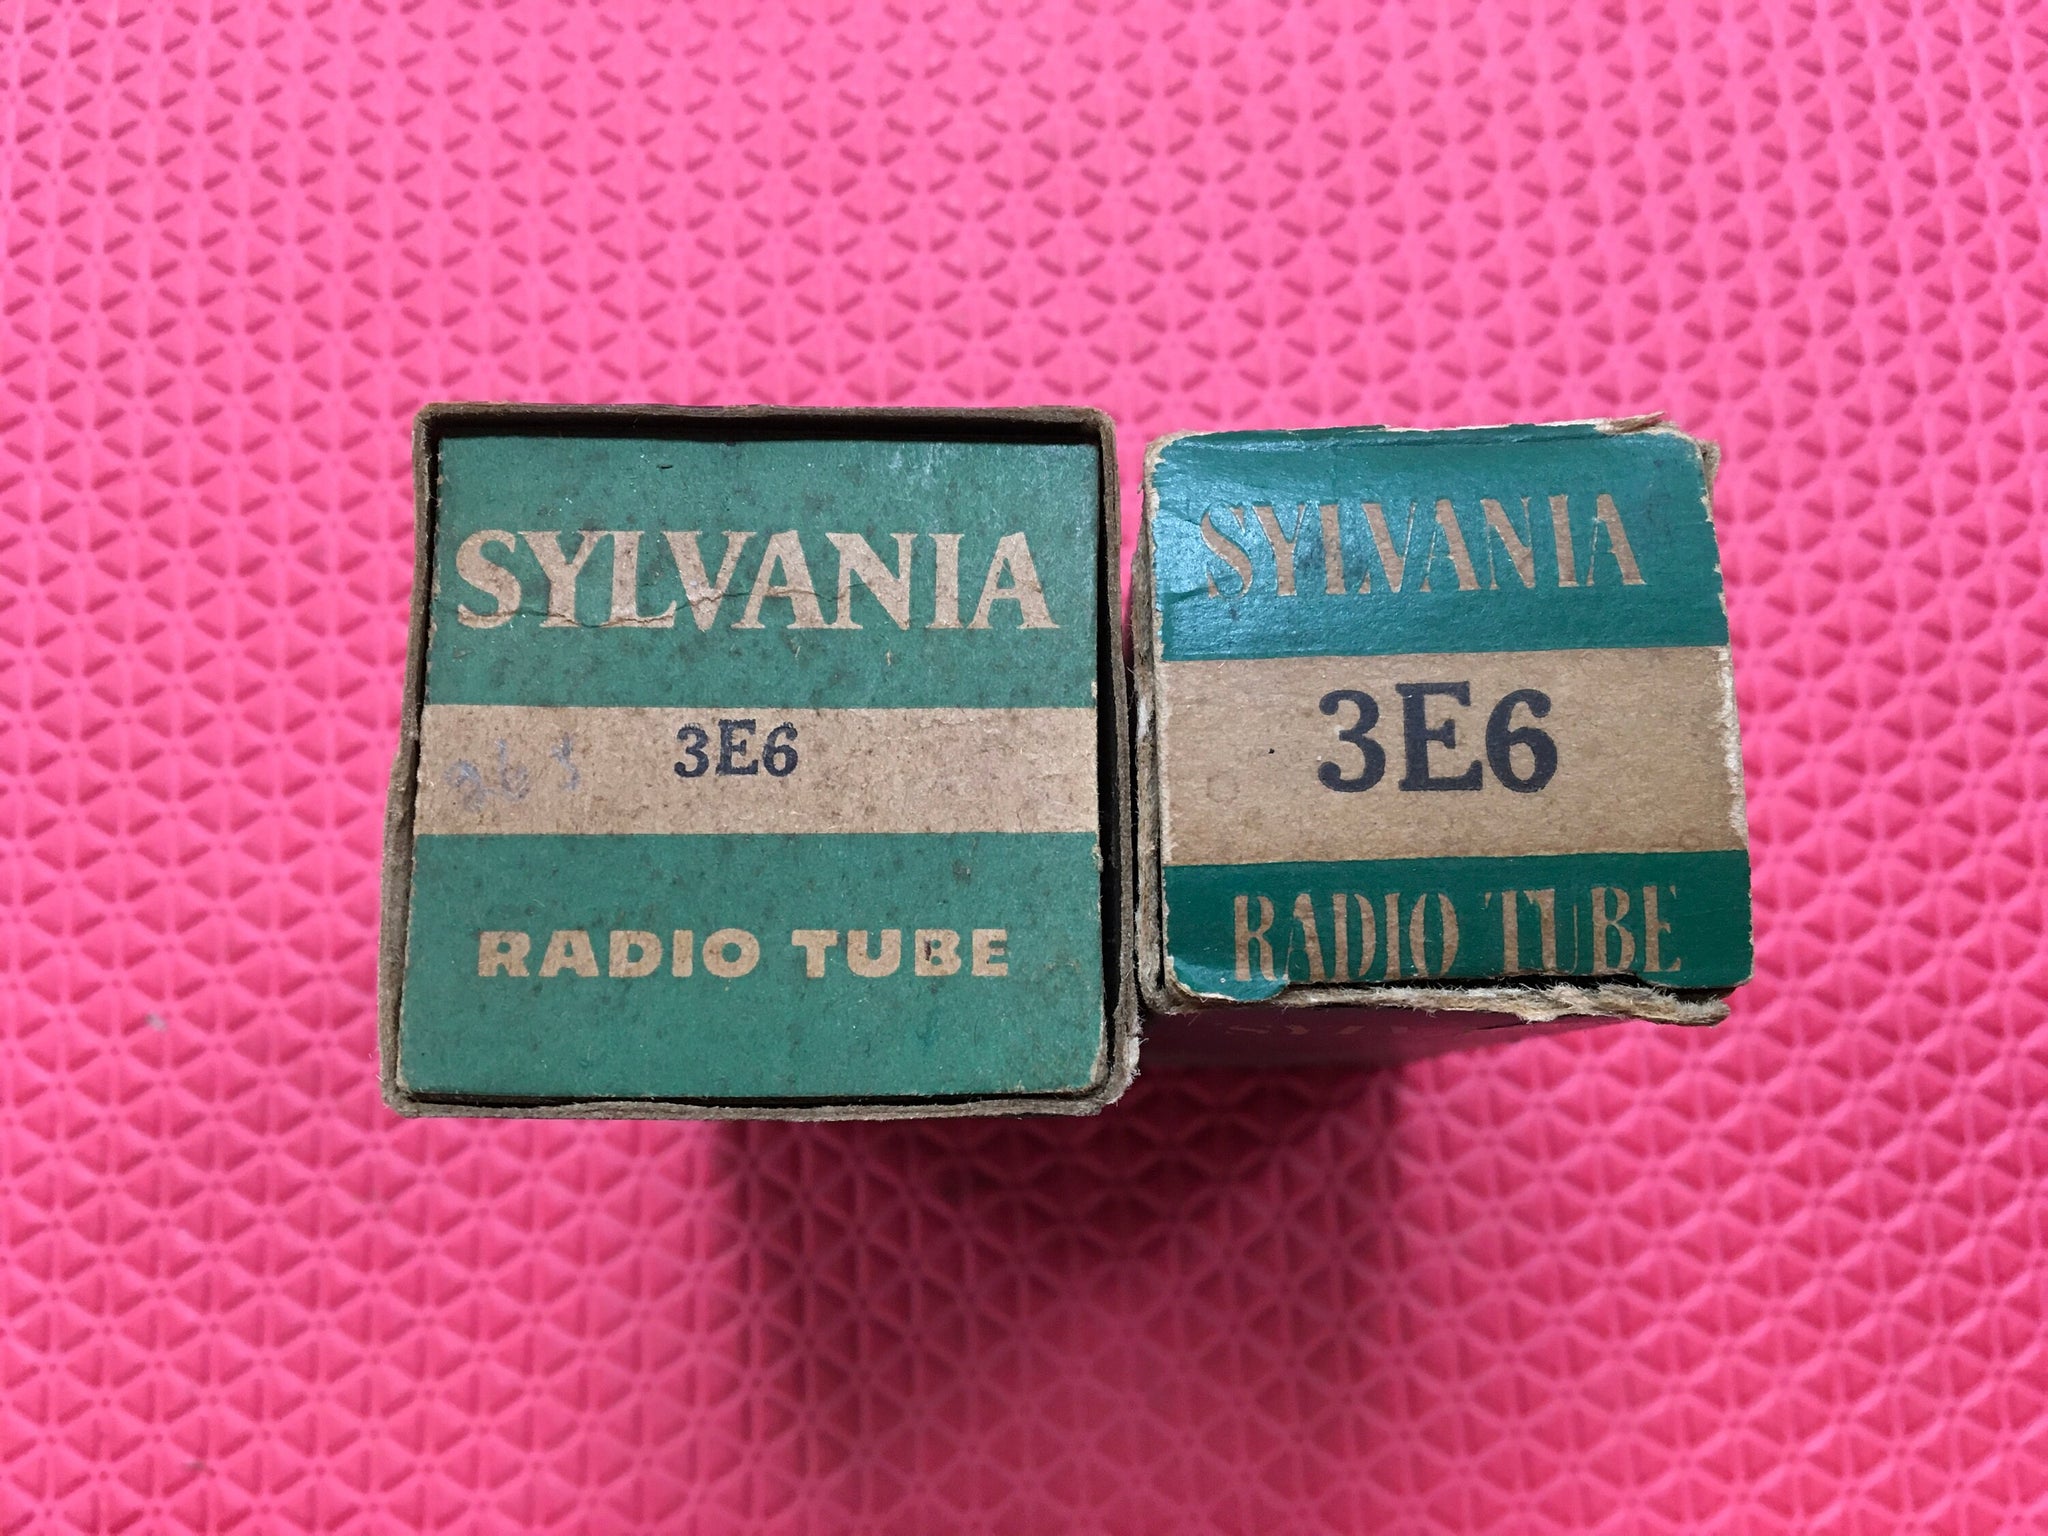 SYLVANIA
3E6
RADIO TUBE
SYLVANIA
3E6
RADIO TUBE